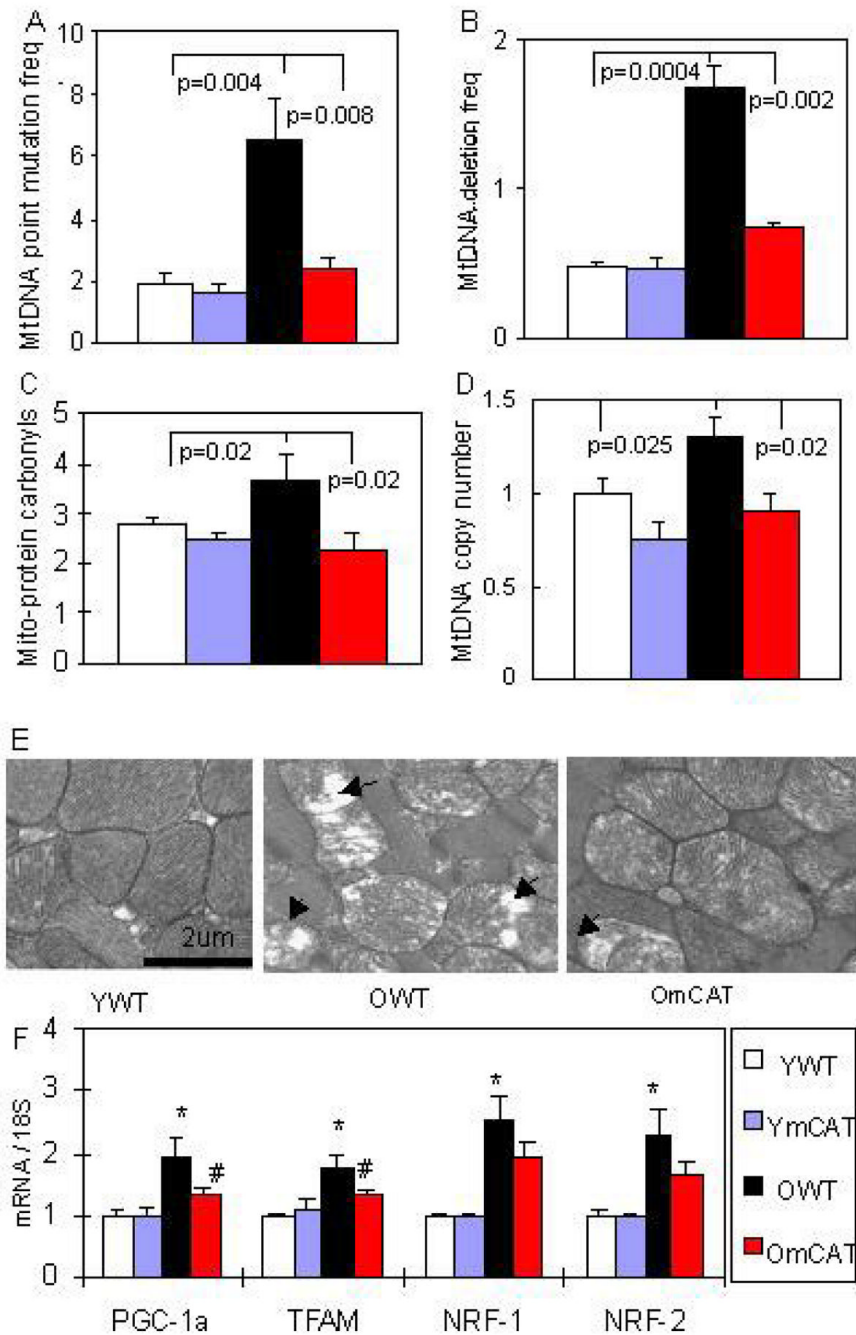 A
MtDNA point mutation freq
10
8
6
4
2
0
p=0.004
p=0.008
B
MtDNA.deletion freq
2
1
0
p=0.0004
p=0.002
C
Mito-protein carbonyls
5
4
3
2
1
0
p=0.02
p=0.02
D
MtDNA copy number
1.5
1
0.5
0
p=0.025
p=0.02
E
2um
YWT
OWT
OmCAT
F
mRNA/18S
4
3
2
1
0
*
#
*
#
*
*
PGC-1a
TFAM
NRF-1
NRF-2
YWT
YmCAT
OWT
OmCAT